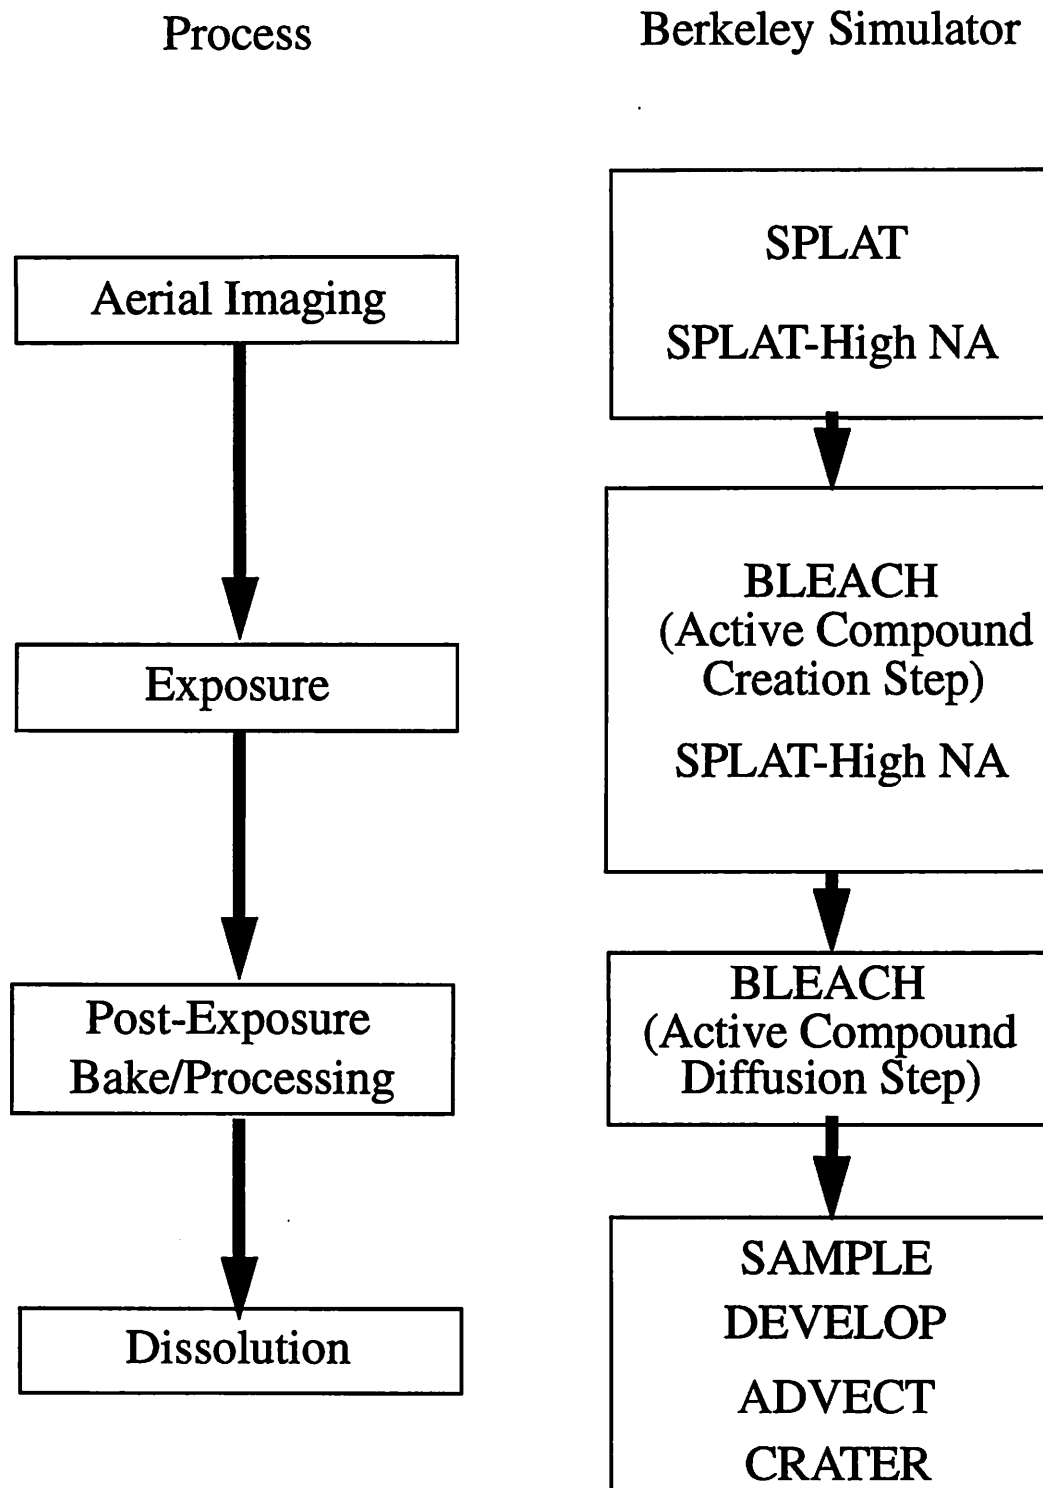 Process
Berkeley Simulator
Aerial Imaging
Exposure
Post-Exposure
Bake/Processing
Dissolution
SPLAT
SPLAT-High NA
BLEACH
(Active Compound
Creation Step)
SPLAT-High NA
BLEACH
(Active Compound
Diffusion Step)
SAMPLE
DEVELOP
ADVECT
CRATER